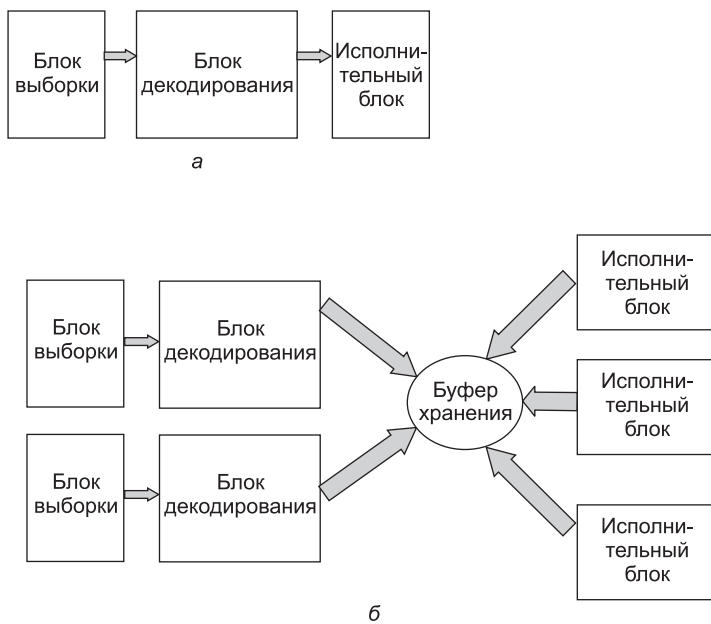 Блок
выборки
Блок
декодирования
Исполни-
тельный
блок
а
Блок
выборки
Блок
декодирования
Блок
выборки
Блок
декодирования
Буфер
хранения
Исполни-
тельный
блок
Исполни-
тельный
блок
Исполни-
тельный
блок
б